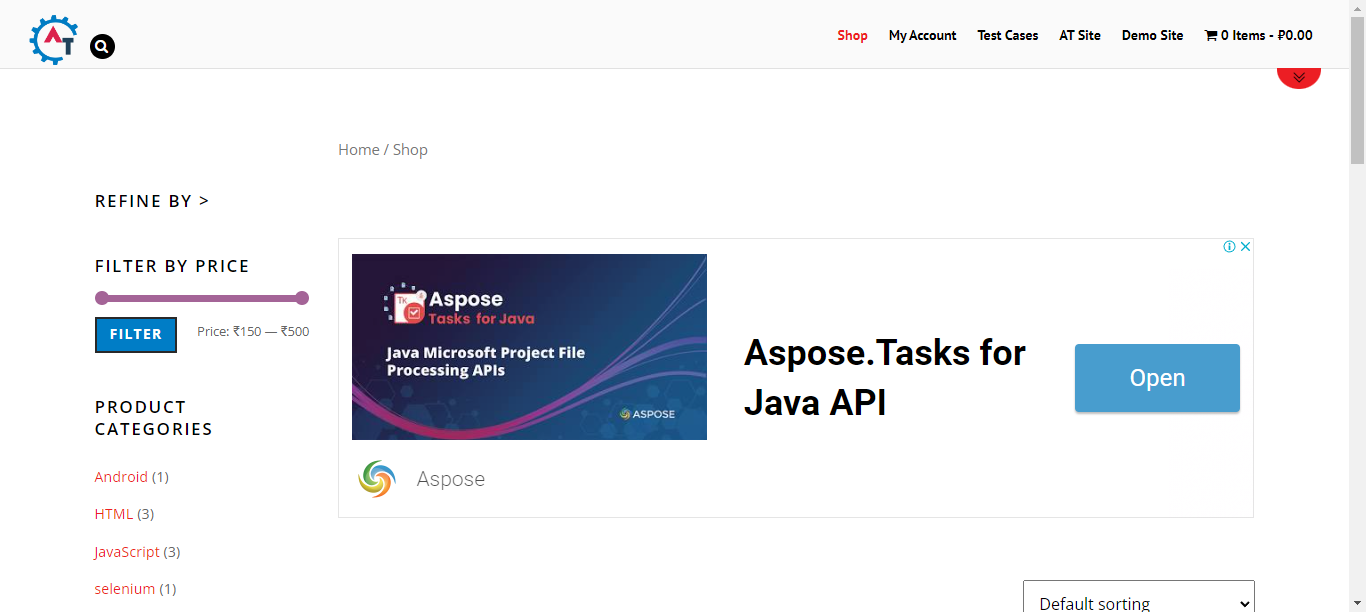 AT
Shop
My Account
Test Cases
AT Site
Demo Site
0 Items - ₽0.00
Home / Shop
REFINE BY >
FILTER BY PRICE
FILTER
Price: ₹150 — ₹500
PRODUCT
CATEGORIES
Android (1)
HTML (3)
JavaScript (3)
selenium (1)
TK
Aspose
Tasks for Java
Java Microsoft Project File
Processing APIs
ASPOSE
Aspose
Aspose.Tasks for
Java API
Open
Default sorting